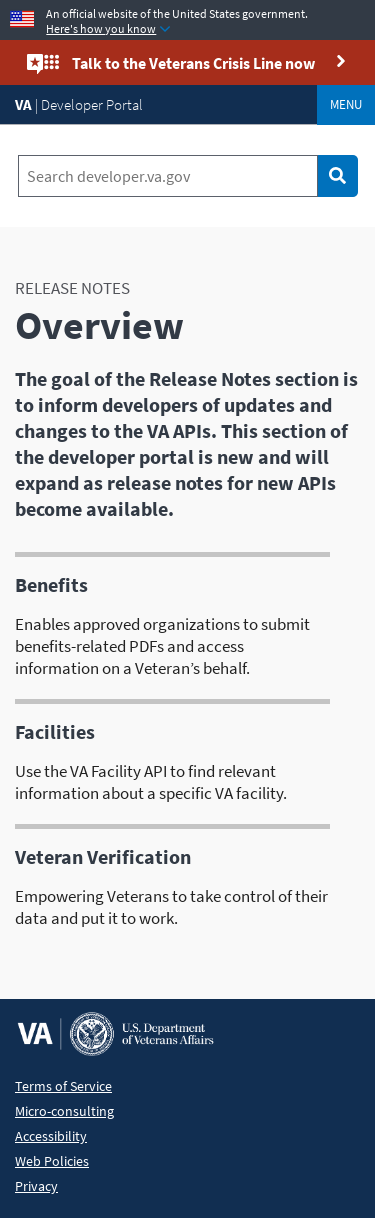 An official website of the United States government.
Here's how you know
Talk to the Veterans Crisis Line now
VA | Developer Portal
MENU
Search developer.va.gov
RELEASE NOTES
Overview
The goal of the Release Notes section is
to inform developers of updates and
changes to the VA APIs. This section of
the developer portal is new and will
expand as release notes for new APIs
become available.
Benefits
Enables approved organizations to submit
benefits-related PDFs and access
information on a Veteran’s behalf.
Facilities
Use the VA Facility API to find relevant
information about a specific VA facility.
Veteran Verification
Empowering Veterans to take control of their
data and put it to work.
VA
U.S. Department
of Veterans Affairs
Terms of Service
Micro-consulting
Accessibility
Web Policies
Privacy